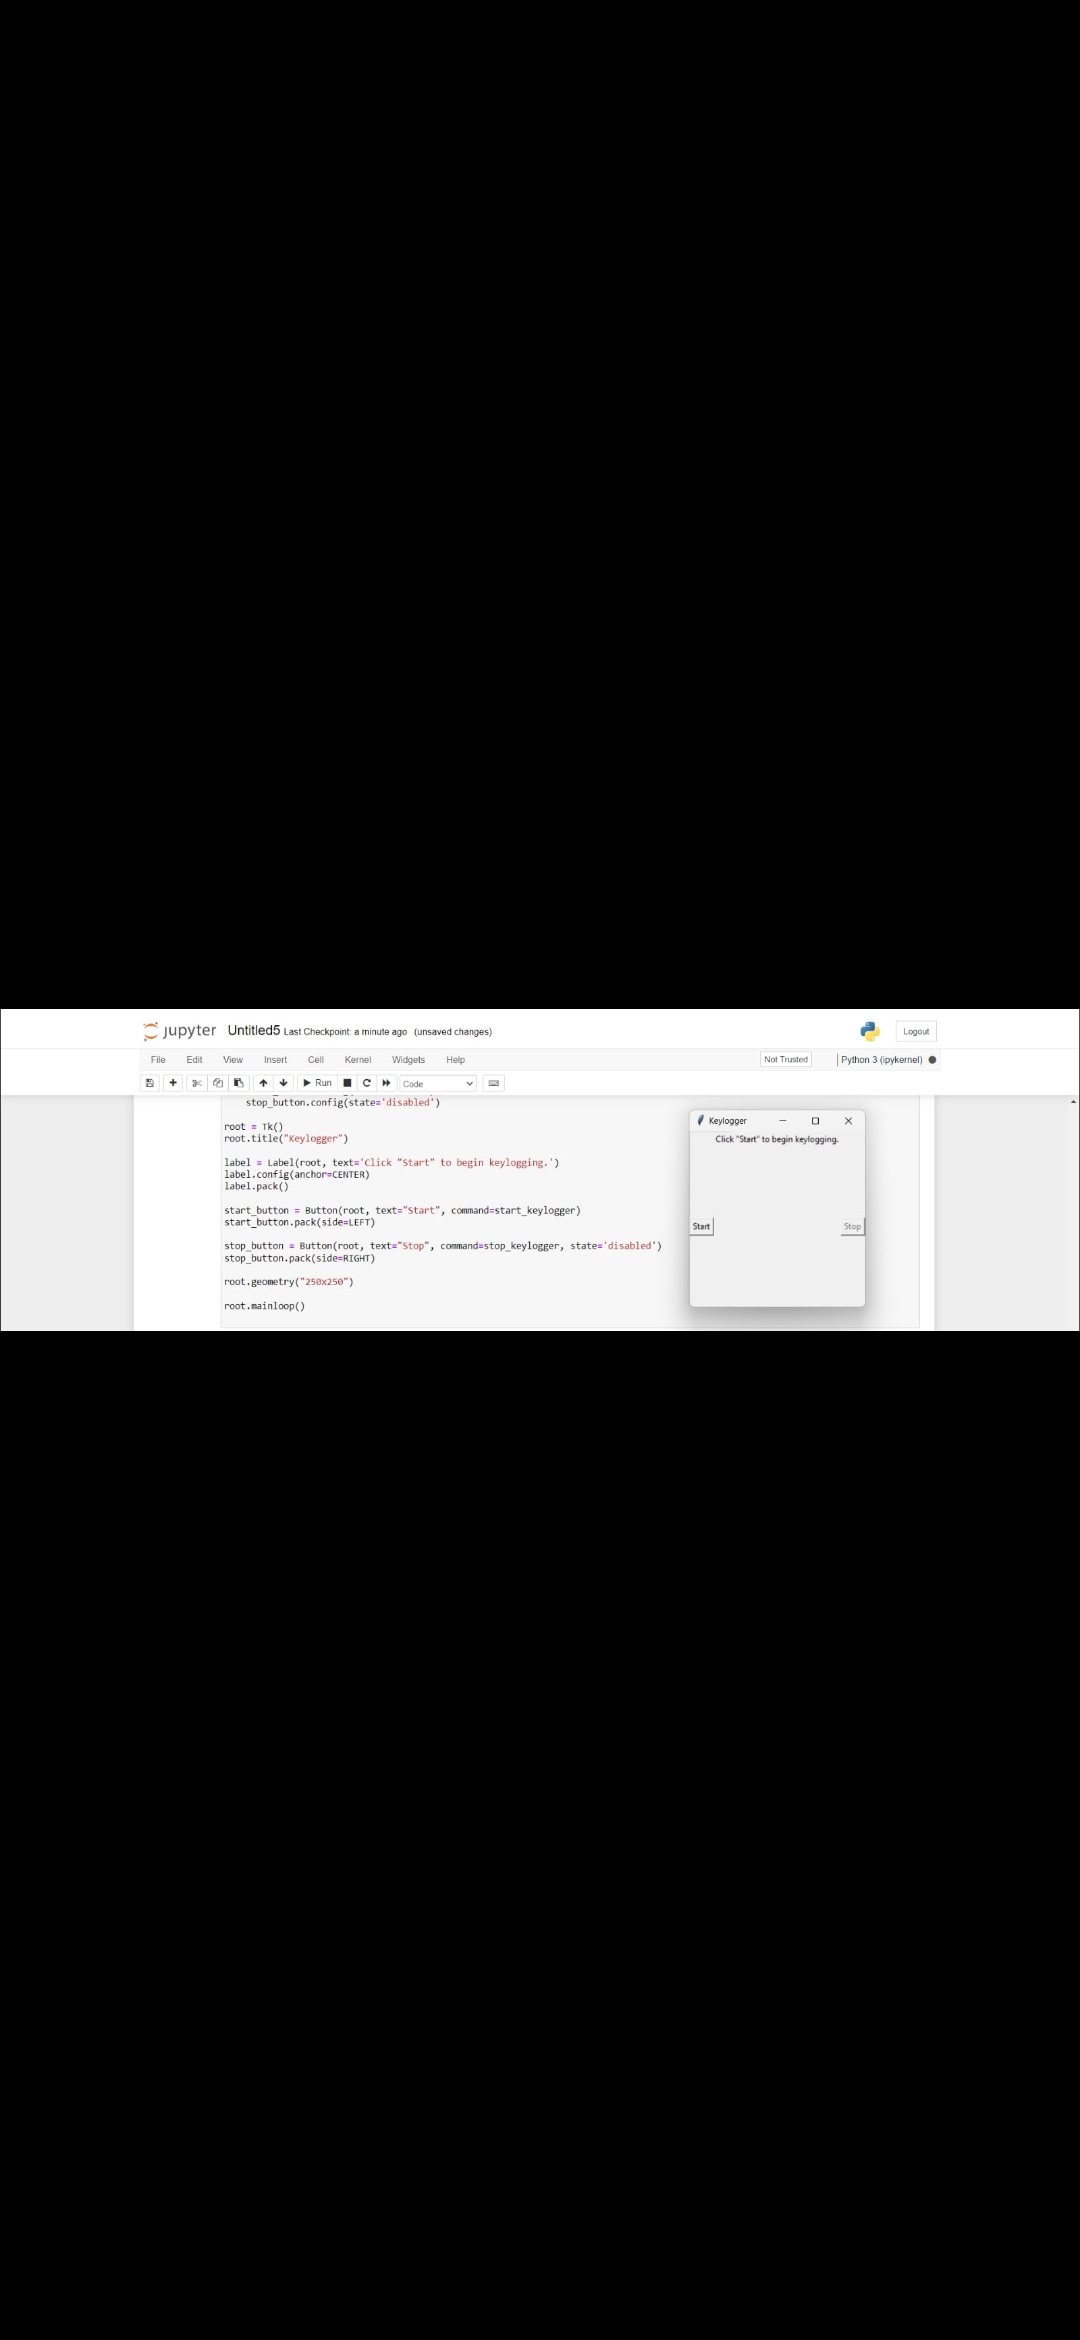 jupyter Untitled5 Last Checkpoint: a minute ago (unsaved changes) Logout
File Edit View Insert Cell Kernel Widgets Help Not Trusted Python 3 (ipykernel)
Run Code
stop_button.config(state='disabled')
root = Tk()
root.title("Keylogger")
label = Label(root, text='Click "Start" to begin keylogging.')
label.config(anchor=CENTER)
label.pack()
start_button = Button(root, text="Start", command=start_keylogger)
start_button.pack(side=LEFT)
stop_button = Button(root, text="Stop", command=stop_keylogger, state='disabled')
stop_button.pack(side=RIGHT)
root.geometry("250x250")
root.mainloop()
Keylogger
Click "Start" to begin keylogging.
Start Stop